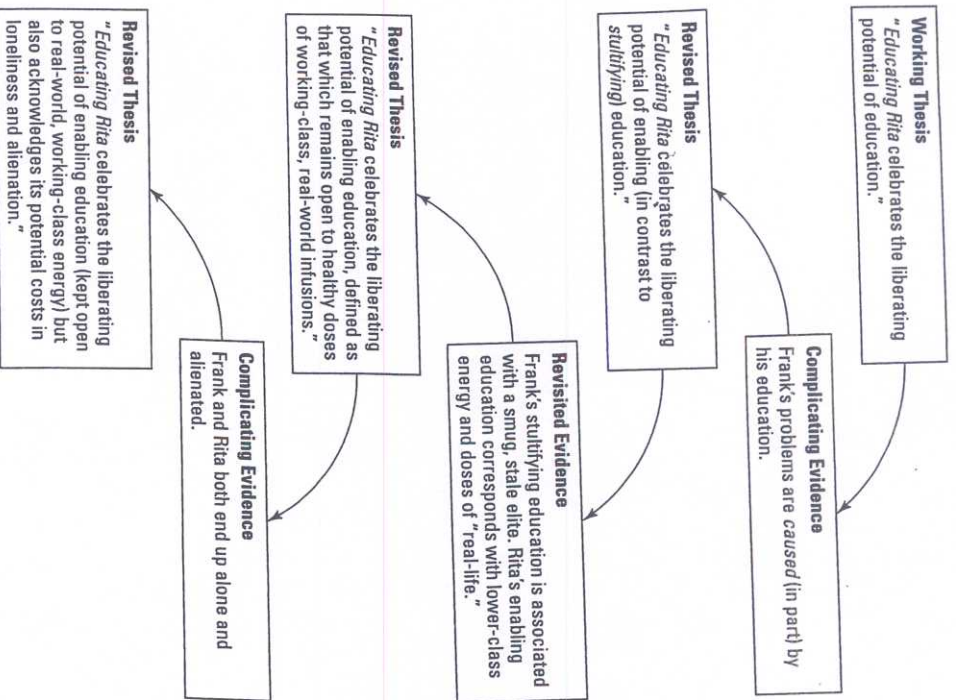 Working Thesis
"Educating Rita celebrates the liberating
potential of education."
Complicating Evidence
Frank's problems are caused (in part) by
his education.
Revised Thesis
"Educating Rita celebrates the liberating
potential of enabling (in contrast to
stultifying) education."
Revisited Evidence
Frank's stultifying education is associated
with a smug, stale elite. Rita's enabling
education corresponds with lower-class
energy and doses of "real-life."
Revised Thesis
"Educating Rita celebrates the liberating
potential of enabling education, defined as
that which remains open to healthy doses
of working-class, real-world infusions."
Complicating Evidence
Frank and Rita both end up alone and
alienated.
Revised Thesis
"Educating Rita celebrates the liberating
potential of enabling education (kept open
to real-world, working-class energy) but
also acknowledges its potential costs in
loneliness and alienation."